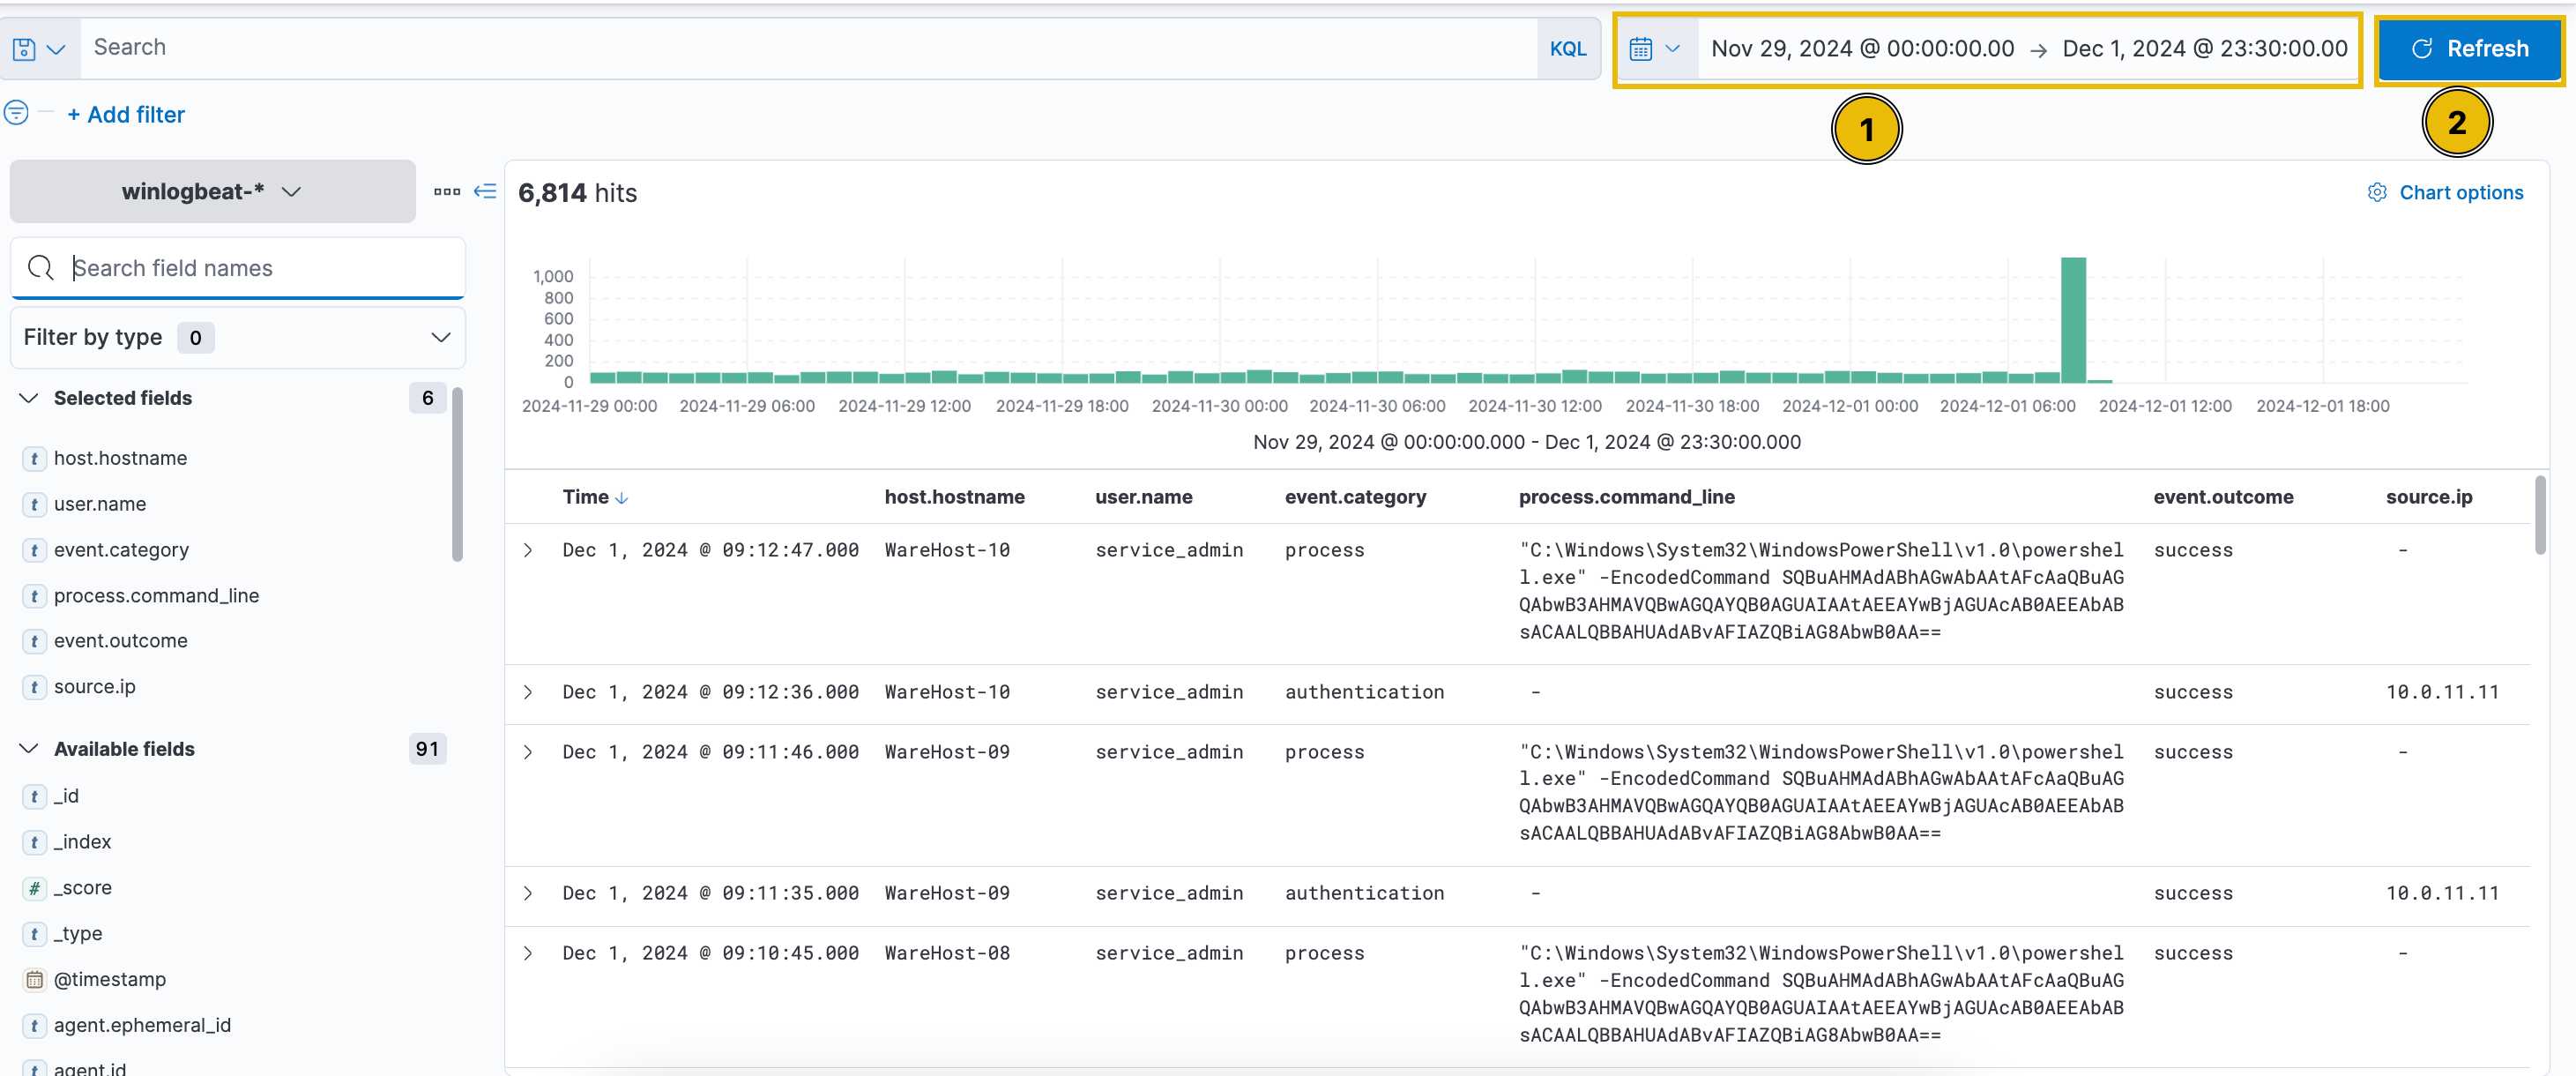 Search
KQL
Nov 29, 2024 @ 00:00:00.00 → Dec 1, 2024 @ 23:30:00.00
Refresh
+ Add filter
1
2
winlogbeat-*
6,814 hits
Chart options
Search field names
Filter by type 0
Selected fields 6
host.hostname
user.name
event.category
process.command_line
event.outcome
source.ip
Available fields 91
_id
_index
_score
_type
@timestamp
agent.ephemeral_id
agent.id
1,000
800
600
400
200
0
2024-11-29 00:00 2024-11-29 06:00 2024-11-29 12:00 2024-11-29 18:00 2024-11-30 00:00 2024-11-30 06:00 2024-11-30 12:00 2024-11-30 18:00 2024-12-01 00:00 2024-12-01 06:00 2024-12-01 12:00 2024-12-01 18:00
Nov 29, 2024 @ 00:00:00.000 - Dec 1, 2024 @ 23:30:00.000
Time host.hostname user.name event.category process.command_line event.outcome source.ip
Dec 1, 2024 @ 09:12:47.000 WareHost-10 service_admin process "C:\Windows\System32\WindowsPowerShell\v1.0\powershel success -
l.exe" -EncodedCommand SQBuAHMAdABhAGwAbAAtAFcAaQBuAG
QAbwB3AHMAVQBwAGQAYQB0AGUAIAAtAEEAYwBjAGUAcAB0AEEAbAB
sACAALQBBAHUAdABvAFIAZQBiAG8AbwB0AA==
Dec 1, 2024 @ 09:12:36.000 WareHost-10 service_admin authentication - success 10.0.11.11
Dec 1, 2024 @ 09:11:46.000 WareHost-09 service_admin process "C:\Windows\System32\WindowsPowerShell\v1.0\powershel success -
l.exe" -EncodedCommand SQBuAHMAdABhAGwAbAAtAFcAaQBuAG
QAbwB3AHMAVQBwAGQAYQB0AGUAIAAtAEEAYwBjAGUAcAB0AEEAbAB
sACAALQBBAHUAdABvAFIAZQBiAG8AbwB0AA==
Dec 1, 2024 @ 09:11:35.000 WareHost-09 service_admin authentication - success 10.0.11.11
Dec 1, 2024 @ 09:10:45.000 WareHost-08 service_admin process "C:\Windows\System32\WindowsPowerShell\v1.0\powershel success -
l.exe" -EncodedCommand SQBuAHMAdABhAGwAbAAtAFcAaQBuAG
QAbwB3AHMAVQBwAGQAYQB0AGUAIAAtAEEAYwBjAGUAcAB0AEEAbAB
sACAALQBBAHUAdABvAFIAZQBiAG8AbwB0AA==